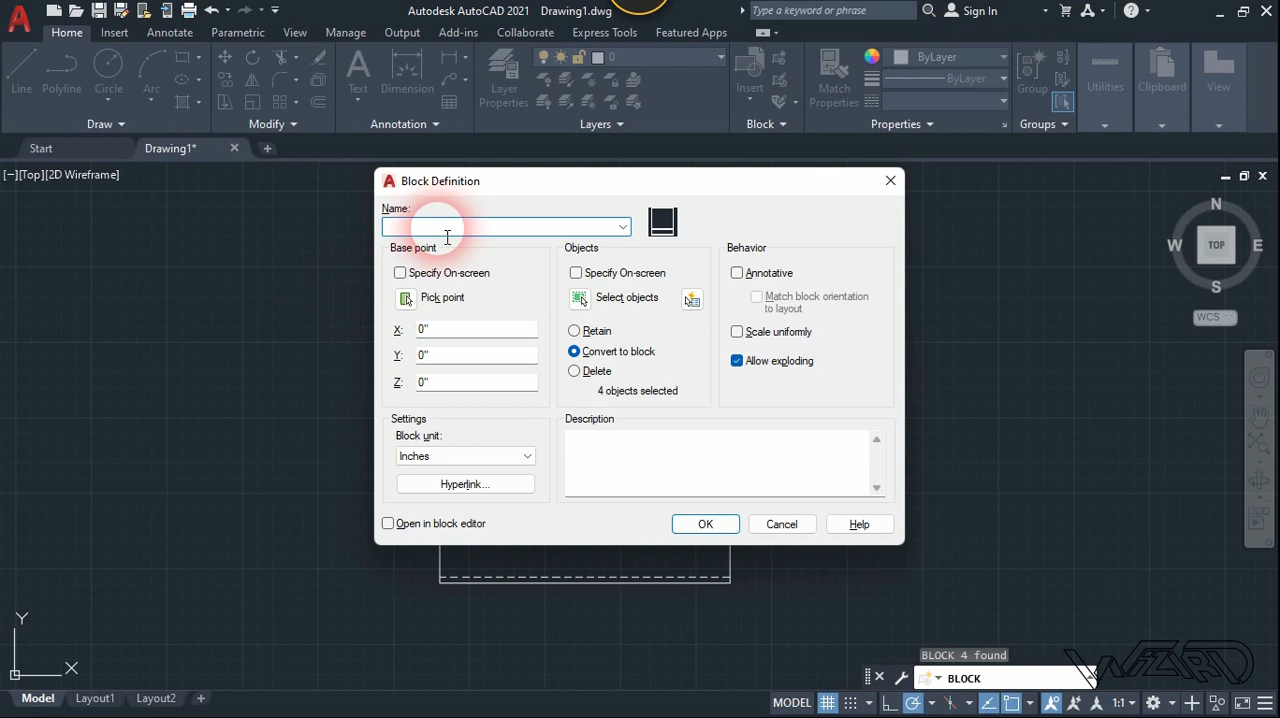 Autodesk AutoCAD 2021 Drawing1.dwg
Type a keyword or phrase
Sign In
Home Insert Annotate Parametric View Manage Output Add-ins Collaborate Express Tools Featured Apps
0
ByLayer
ByLayer
Line Polyline Circle Arc
Text Dimension
Layer
Properties
Insert
Match
Properties
Group
Utilities Clipboard View
Draw Modify Annotation Layers Block Properties Groups
Start Drawing1*
[−][Top][2D Wireframe]
Block Definition
Name:
Base point
Specify On-screen
Pick point
X: 0"
Y: 0"
Z: 0"
Objects
Specify On-screen
Select objects
Retain
Convert to block
Delete
4 objects selected
Behavior
Annotative
Match block orientation
to layout
Scale uniformly
Allow exploding
Settings
Block unit:
Inches
Hyperlink...
Description
Open in block editor
OK Cancel Help
N
W TOP E
S
WCS
Y
X
BLOCK 4 found
BLOCK
WIZARD
Model Layout1 Layout2
MODEL
1:1